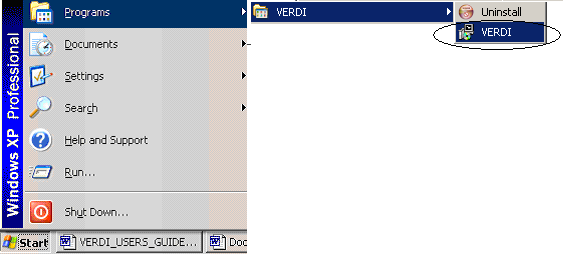 Windows XP Professional
Programs
Documents
Settings
Search
Help and Support
Run...
Shut Down...
Start
VERDI_USERS_GUIDE...
Doc
VERDI
Uninstall
VERDI